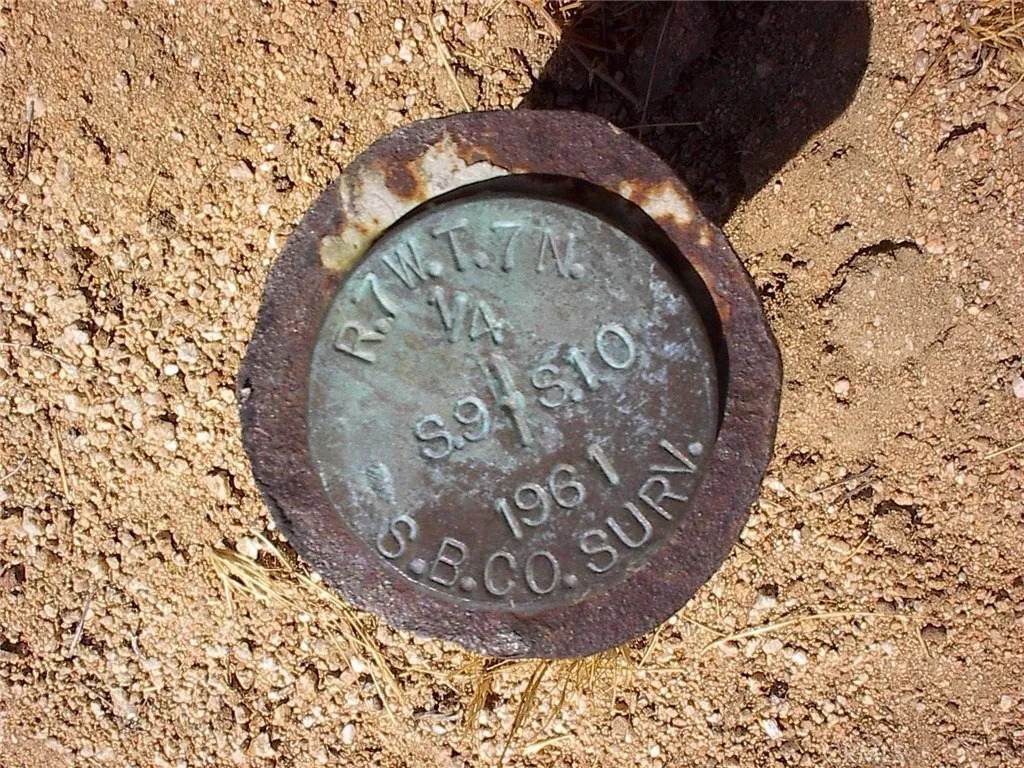 R.7W.T.7N.
1/4
S.9 S.10
1961
S.B.CO.SURV.